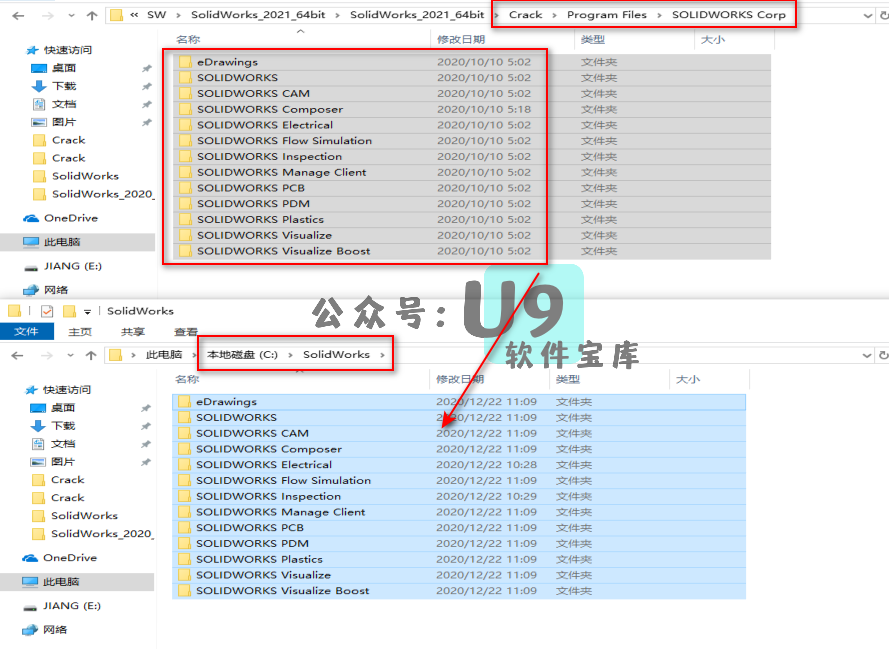 « SW › SolidWorks_2021_64bit › SolidWorks_2021_64bit › Crack › Program Files › SOLIDWORKS Corp
名称 修改日期 类型 大小
快速访问
桌面
下载
文档
图片
Crack
Crack
SolidWorks
SolidWorks_2020_
OneDrive
此电脑
JIANG (E:)
网络
eDrawings 2020/10/10 5:02 文件夹
SOLIDWORKS 2020/10/10 5:02 文件夹
SOLIDWORKS CAM 2020/10/10 5:02 文件夹
SOLIDWORKS Composer 2020/10/10 5:18 文件夹
SOLIDWORKS Electrical 2020/10/10 5:02 文件夹
SOLIDWORKS Flow Simulation 2020/10/10 5:02 文件夹
SOLIDWORKS Inspection 2020/10/10 5:02 文件夹
SOLIDWORKS Manage Client 2020/10/10 5:02 文件夹
SOLIDWORKS PCB 2020/10/10 5:02 文件夹
SOLIDWORKS PDM 2020/10/10 5:02 文件夹
SOLIDWORKS Plastics 2020/10/10 5:02 文件夹
SOLIDWORKS Visualize 2020/10/10 5:02 文件夹
SOLIDWORKS Visualize Boost 2020/10/10 5:02 文件夹
公众号: U9
软件宝库
SolidWorks
文件 主页 共享 查看
› 此电脑 › 本地磁盘 (C:) › SolidWorks ›
名称 修改日期 类型 大小
快速访问
桌面
下载
文档
图片
Crack
Crack
SolidWorks
SolidWorks_2020_
OneDrive
此电脑
JIANG (E:)
网络
eDrawings 2020/12/22 11:09 文件夹
SOLIDWORKS 2020/12/22 11:09 文件夹
SOLIDWORKS CAM 2020/12/22 11:09 文件夹
SOLIDWORKS Composer 2020/12/22 11:09 文件夹
SOLIDWORKS Electrical 2020/12/22 10:28 文件夹
SOLIDWORKS Flow Simulation 2020/12/22 11:09 文件夹
SOLIDWORKS Inspection 2020/12/22 10:29 文件夹
SOLIDWORKS Manage Client 2020/12/22 11:09 文件夹
SOLIDWORKS PCB 2020/12/22 11:09 文件夹
SOLIDWORKS PDM 2020/12/22 11:09 文件夹
SOLIDWORKS Plastics 2020/12/22 11:09 文件夹
SOLIDWORKS Visualize 2020/12/22 11:09 文件夹
SOLIDWORKS Visualize Boost 2020/12/22 11:09 文件夹